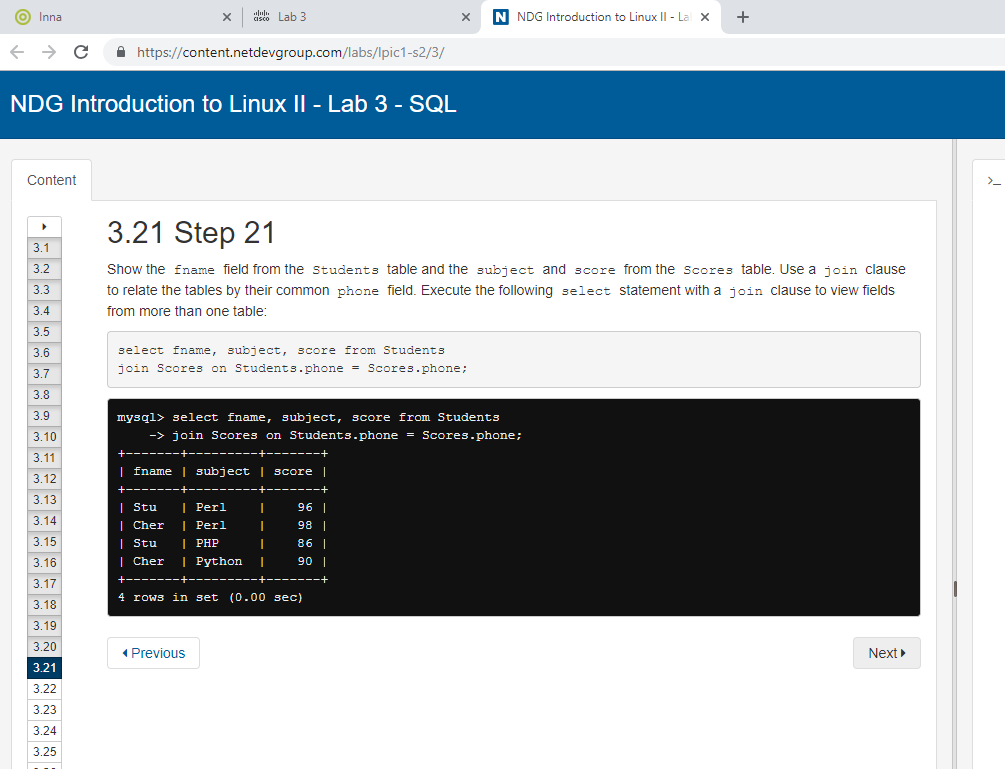 Inna
cisco Lab 3
N NDG Introduction to Linux II - La
https://content.netdevgroup.com/labs/lpic1-s2/3/
NDG Introduction to Linux II - Lab 3 - SQL
Content
>_
3.1
3.2
3.3
3.4
3.5
3.6
3.7
3.8
3.9
3.10
3.11
3.12
3.13
3.14
3.15
3.16
3.17
3.18
3.19
3.20
3.21
3.22
3.23
3.24
3.25
3.21 Step 21
Show the fname field from the Students table and the subject and score from the Scores table. Use a join clause
to relate the tables by their common phone field. Execute the following select statement with a join clause to view fields
from more than one table:
select fname, subject, score from Students
join Scores on Students.phone = Scores.phone;
mysql> select fname, subject, score from Students
    -> join Scores on Students.phone = Scores.phone;
+-------+---------+-------+
| fname | subject | score |
+-------+---------+-------+
| Stu   | Perl    |    96 |
| Cher  | Perl    |    98 |
| Stu   | PHP     |    86 |
| Cher  | Python  |    90 |
+-------+---------+-------+
4 rows in set (0.00 sec)
Previous
Next